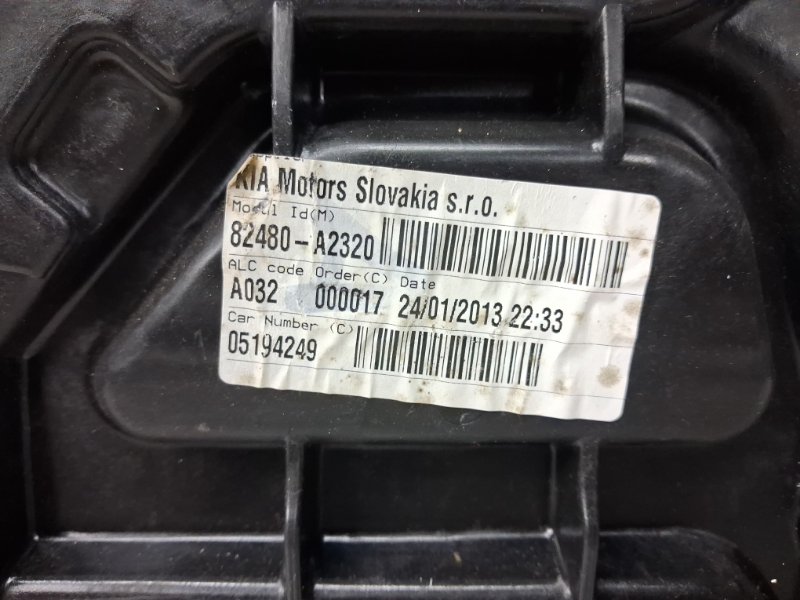 KIA Motors Slovakia s.r.o.
Modul Id(M)
82480-A2320
ALC code Order(C) Date
A032 000017 24/01/2013 22:33
Car Number (C)
05194249